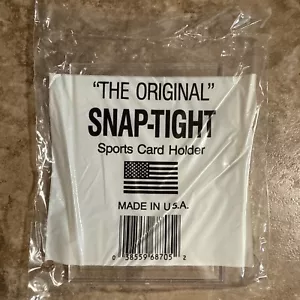 "THE ORIGINAL"
SNAP-TIGHT
Sports Card Holder
MADE IN U.S.A.
0 38559 68705 2